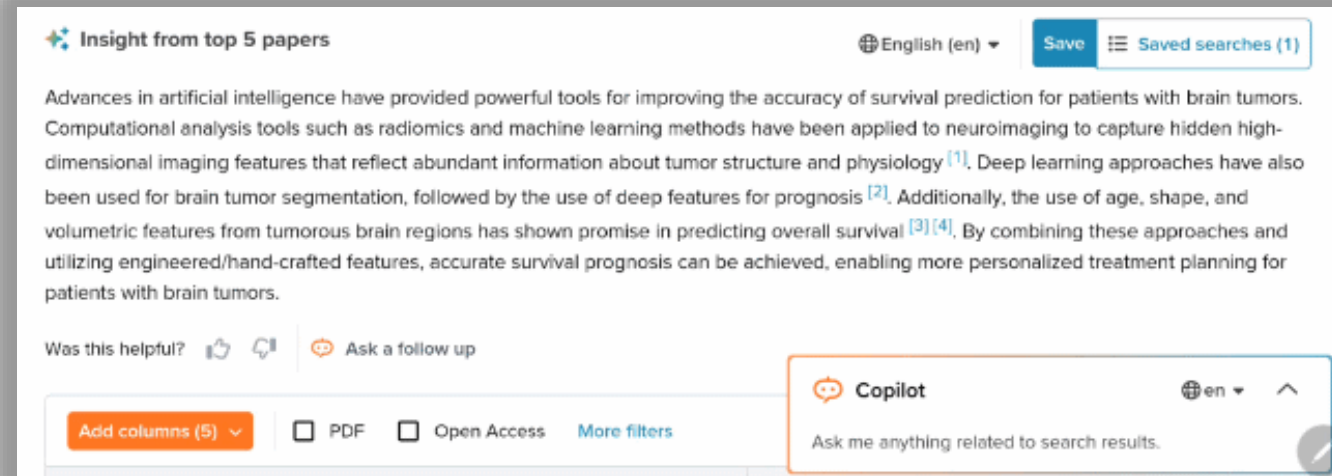 Insight from top 5 papers
English (en)
Save
Saved searches (1)
Advances in artificial intelligence have provided powerful tools for improving the accuracy of survival prediction for patients with brain tumors.
Computational analysis tools such as radiomics and machine learning methods have been applied to neuroimaging to capture hidden high-
dimensional imaging features that reflect abundant information about tumor structure and physiology [1]. Deep learning approaches have also
been used for brain tumor segmentation, followed by the use of deep features for prognosis [2]. Additionally, the use of age, shape, and
volumetric features from tumorous brain regions has shown promise in predicting overall survival [3] [4]. By combining these approaches and
utilizing engineered/hand-crafted features, accurate survival prognosis can be achieved, enabling more personalized treatment planning for
patients with brain tumors.
Was this helpful?
Ask a follow up
Add columns (5)
PDF
Open Access
More filters
Copilot
en
Ask me anything related to search results.